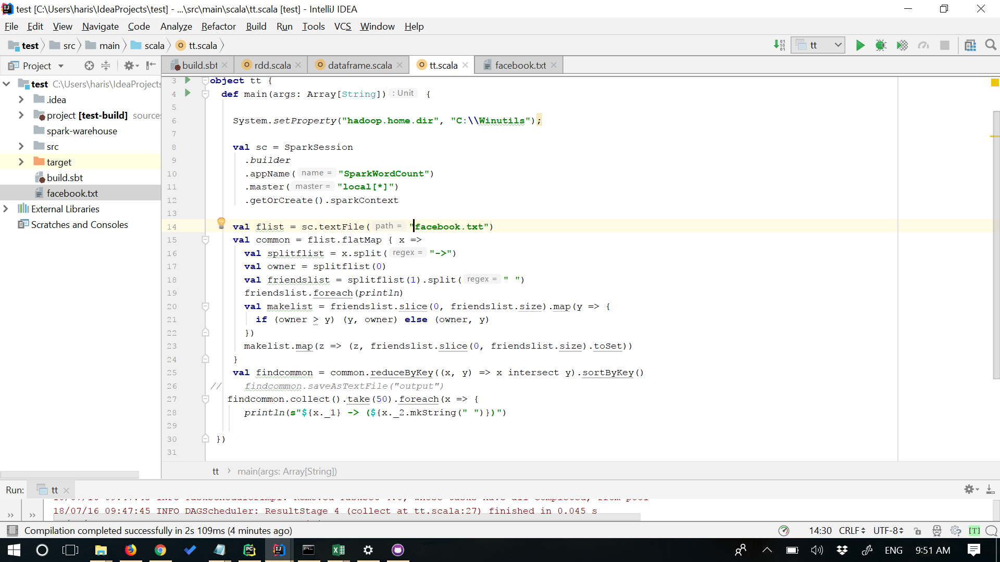 test [C:\Users\haris\IdeaProjects\test] - ...\src\main\scala\tt.scala [test] - IntelliJ IDEA
File Edit View Navigate Code Analyze Refactor Build Run Tools VCS Window Help
test src main scala tt.scala
tt
Project
build.sbt rdd.scala dataframe.scala tt.scala facebook.txt
test C:\Users\haris\IdeaProjects
.idea
project [test-build] sources
spark-warehouse
src
target
build.sbt
facebook.txt
External Libraries
Scratches and Consoles
3 object tt {
4 def main(args: Array[String]) : Unit {
5
6 System.setProperty("hadoop.home.dir", "C:\\Winutils");
7
8 val sc = SparkSession
9 .builder
10 .appName( name = "SparkWordCount")
11 .master( master = "local[*]")
12 .getOrCreate().sparkContext
13
14 val flist = sc.textFile( path = "facebook.txt")
15 val common = flist.flatMap { x =>
16 val splitflist = x.split( regex = "->")
17 val owner = splitflist(0)
18 val friendslist = splitflist(1).split( regex = " ")
19 friendslist.foreach(println)
20 val makelist = friendslist.slice(0, friendslist.size).map(y => {
21 if (owner > y) (y, owner) else (owner, y)
22 })
23 makelist.map(z => (z, friendslist.slice(0, friendslist.size).toSet))
24 }
25 val findcommon = common.reduceByKey((x, y) => x intersect y).sortByKey()
26 // findcommon.saveAsTextFile("output")
27 findcommon.collect().take(50).foreach(x => {
28 println(s"${x._1} -> (${x._2.mkString(" ")})")
29
30 })
31
tt > main(args: Array[String])
Run: tt
18/07/16 09:47:45 INFO DAGScheduler: ResultStage 4 (collect at tt.scala:27) finished in 0.045 s
Compilation completed successfully in 2s 109ms (4 minutes ago)
14:30 CRLF UTF-8 [T]
ENG 9:51 AM